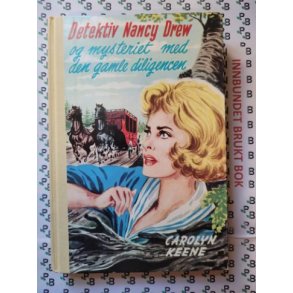 Detektiv Nancy Drew
og mysteriet med
den gamle diligencen
CAROLYN
KEENE
INNBUNDET BRUKT BOK